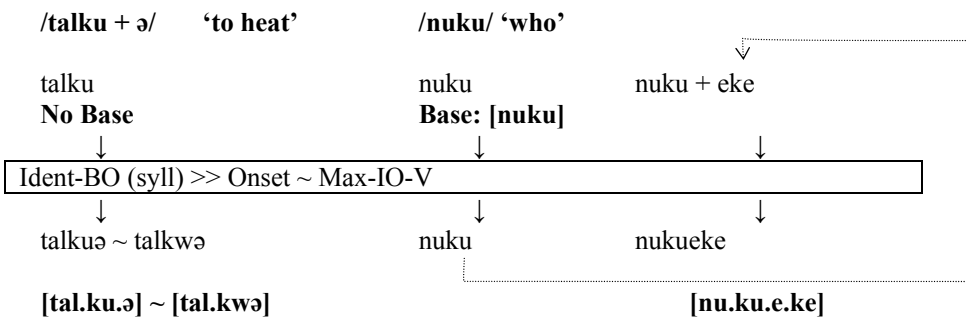 /talku + ə/ ‘to heat’ /nuku/ ‘who’
talku nuku nuku + eke
No Base Base: [nuku]
↓ ↓ ↓
Ident-BO (syll) >> Onset ~ Max-IO-V
↓ ↓ ↓
talkuə ~ talkwə nuku nukueke
[tal.ku.ə] ~ [tal.kwə] [nu.ku.e.ke]